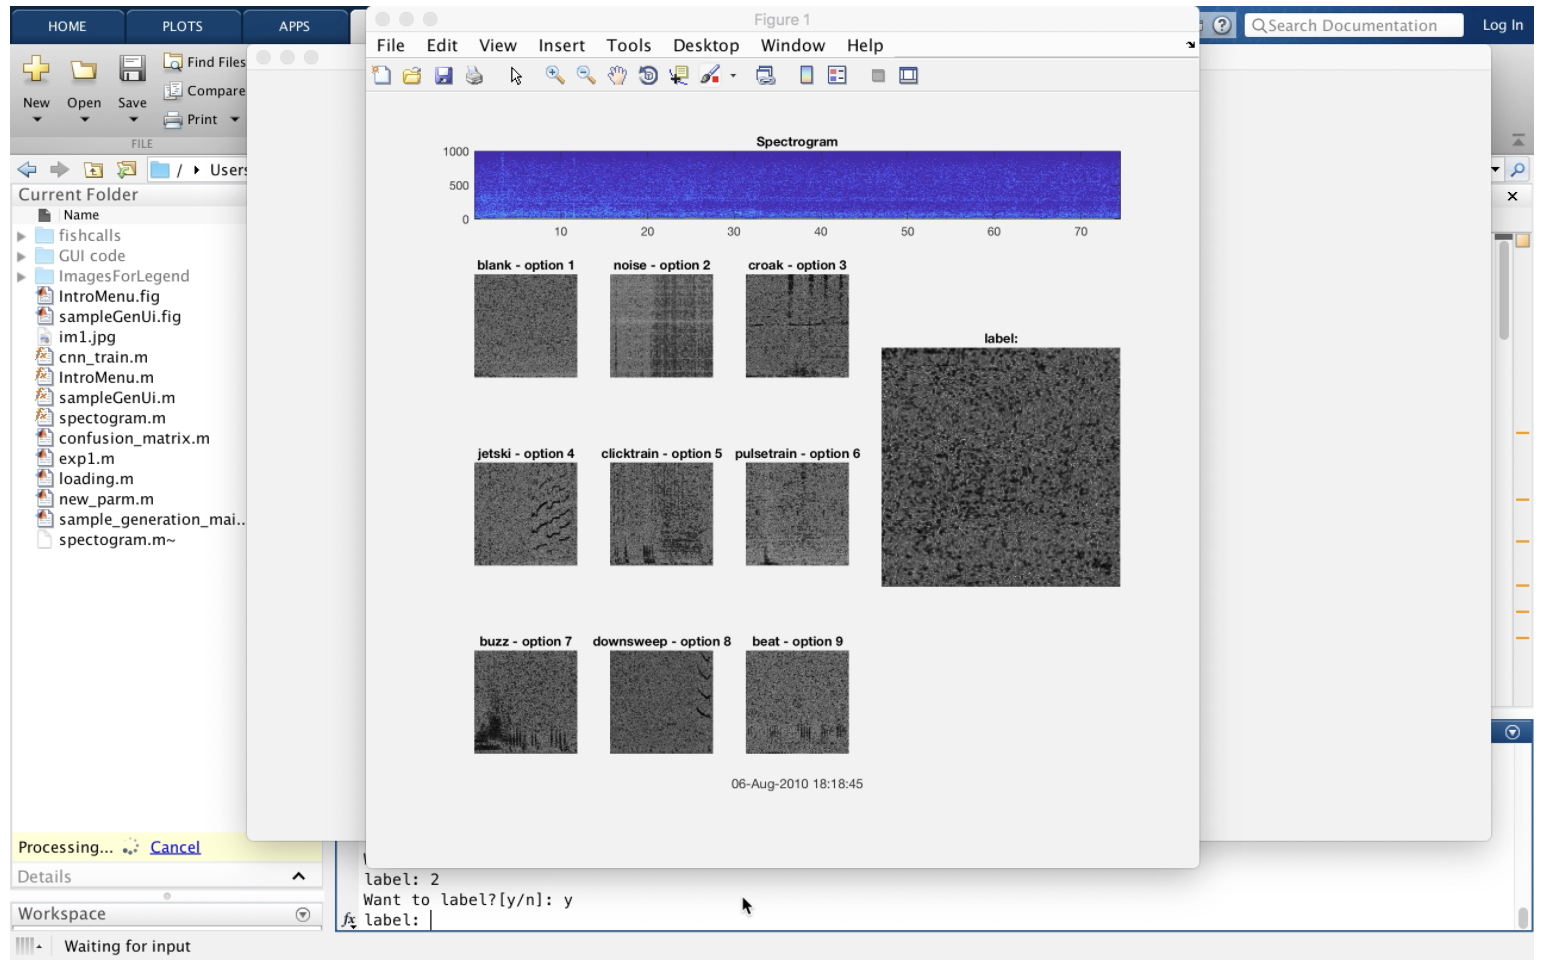 HOME PLOTS APPS
Search Documentation Log In
Figure 1
File Edit View Insert Tools Desktop Window Help
New Open Save
Find Files
Compare
Print
FILE
/ Users
Current Folder
Name
fishcalls
GUI code
ImagesForLegend
IntroMenu.fig
sampleGenUi.fig
im1.jpg
cnn_train.m
IntroMenu.m
sampleGenUi.m
spectogram.m
confusion_matrix.m
exp1.m
loading.m
new_parm.m
sample_generation_mai..
spectogram.m~
Processing... Cancel
Details
Workspace
Waiting for input
Spectrogram
1000
500
0
10 20 30 40 50 60 70
blank - option 1 noise - option 2 croak - option 3
label:
jetski - option 4 clicktrain - option 5 pulsetrain - option 6
buzz - option 7 downsweep - option 8 beat - option 9
06-Aug-2010 18:18:45
label: 2
Want to label?[y/n]: y
fx label: